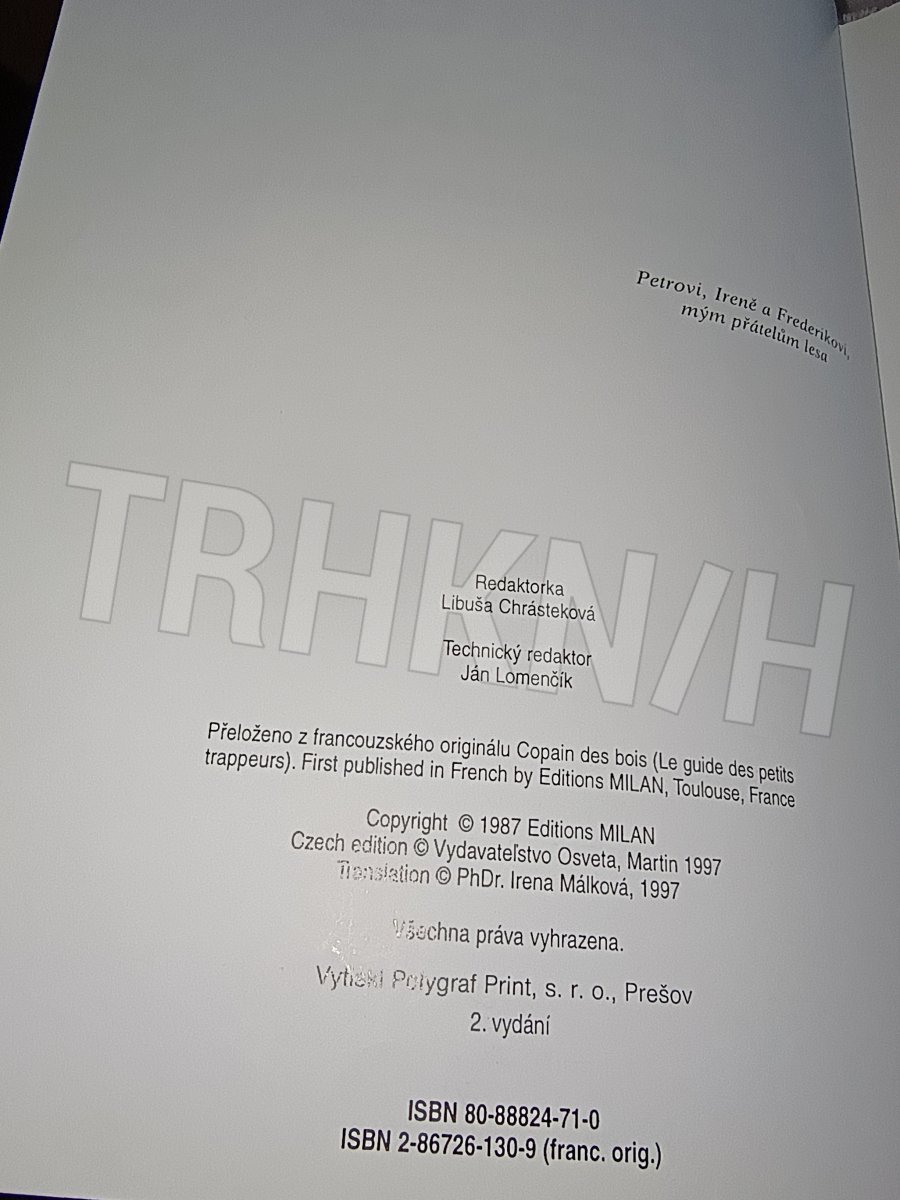 Petrovi, Ireně a Frederikovi,
mým přátelům lesa
TRHKN/H
Redaktorka
Libuša Chrásteková
Technický redaktor
Ján Lomenčík
Přeloženo z francouzského originálu Copain des bois (Le guide des petits
trappeurs). First published in French by Editions MILAN, Toulouse, France
Copyright © 1987 Editions MILAN
Czech edition © Vydavateľstvo Osveta, Martin 1997
Translation © PhDr. Irena Málková, 1997
Všechna práva vyhrazena.
Vytiskl Polygraf Print, s. r. o., Prešov
2. vydání
ISBN 80-88824-71-0
ISBN 2-86726-130-9 (franc. orig.)